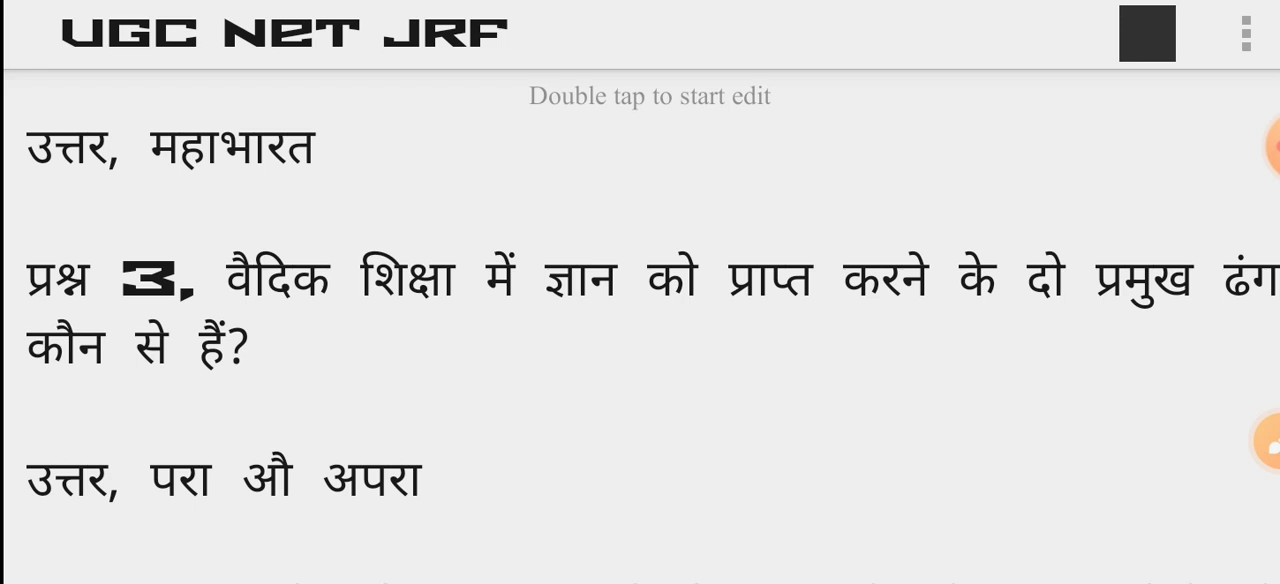 UGC NET JRF
Double tap to start edit
उत्तर, महाभारत
प्रश्न 3, वैदिक शिक्षा में ज्ञान को प्राप्त करने के दो प्रमुख ढंग
कौन से हैं?
उत्तर, परा औ अपरा